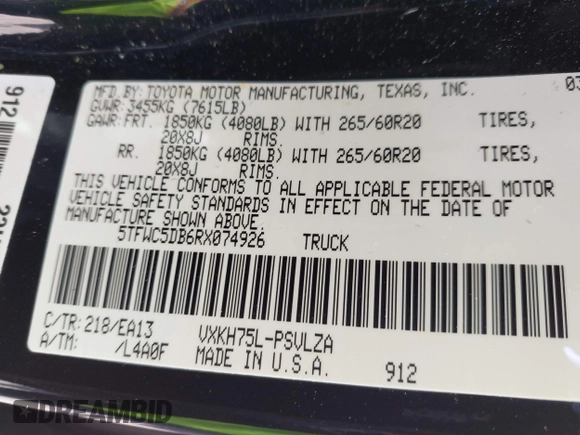 MFD.BY:TOYOTA MOTOR MANUFACTURING, TEXAS, INC. 03
GVWR:3455KG (7615LB)
GAWR:FRT. 1850KG (4080LB) WITH 265/60R20 TIRES,
20X8J RIMS.
RR. 1850KG (4080LB) WITH 265/60R20 TIRES,
20X8J RIMS.
THIS VEHICLE CONFORMS TO ALL APPLICABLE FEDERAL MOTOR
VEHICLE SAFETY STANDARDS IN EFFECT ON THE DATE OF
MANUFACTURE SHOWN ABOVE.
5TFWC5DB6RX074926 TRUCK
C/TR:218/EA13 VXKH75L-PSVLZA
A/TM: /L4A0F MADE IN U.S.A.
912
912
DREAMBID